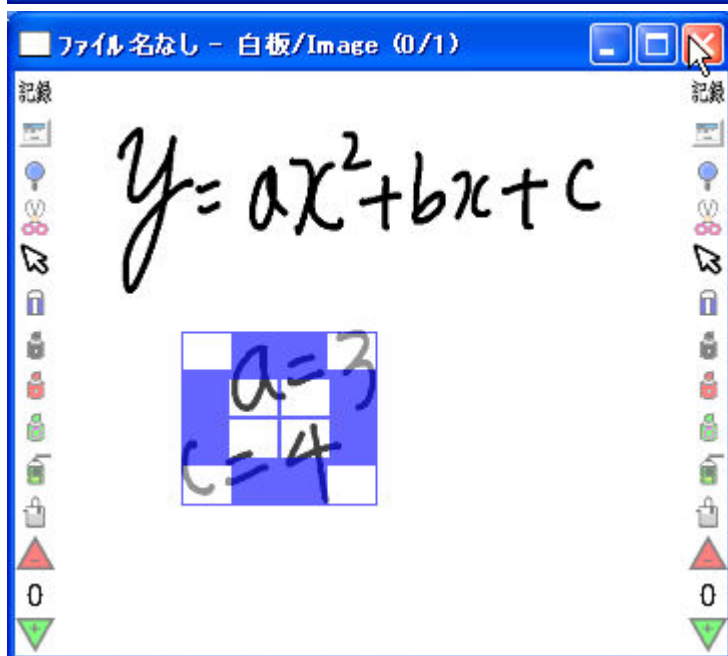 ファイル名なし - 白板/Image (0/1)
記録 記録
y=ax²+bx+c
a=3
c=4
0 0